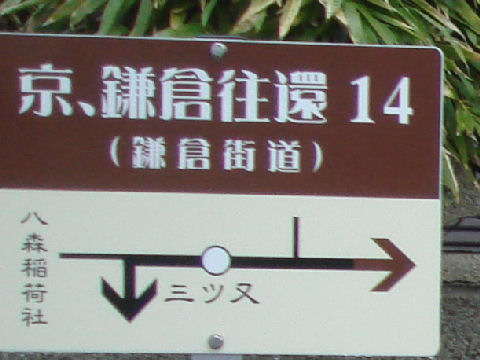 京、鎌倉往還 14
(鎌倉街道)
八森稲荷社
三ツ又